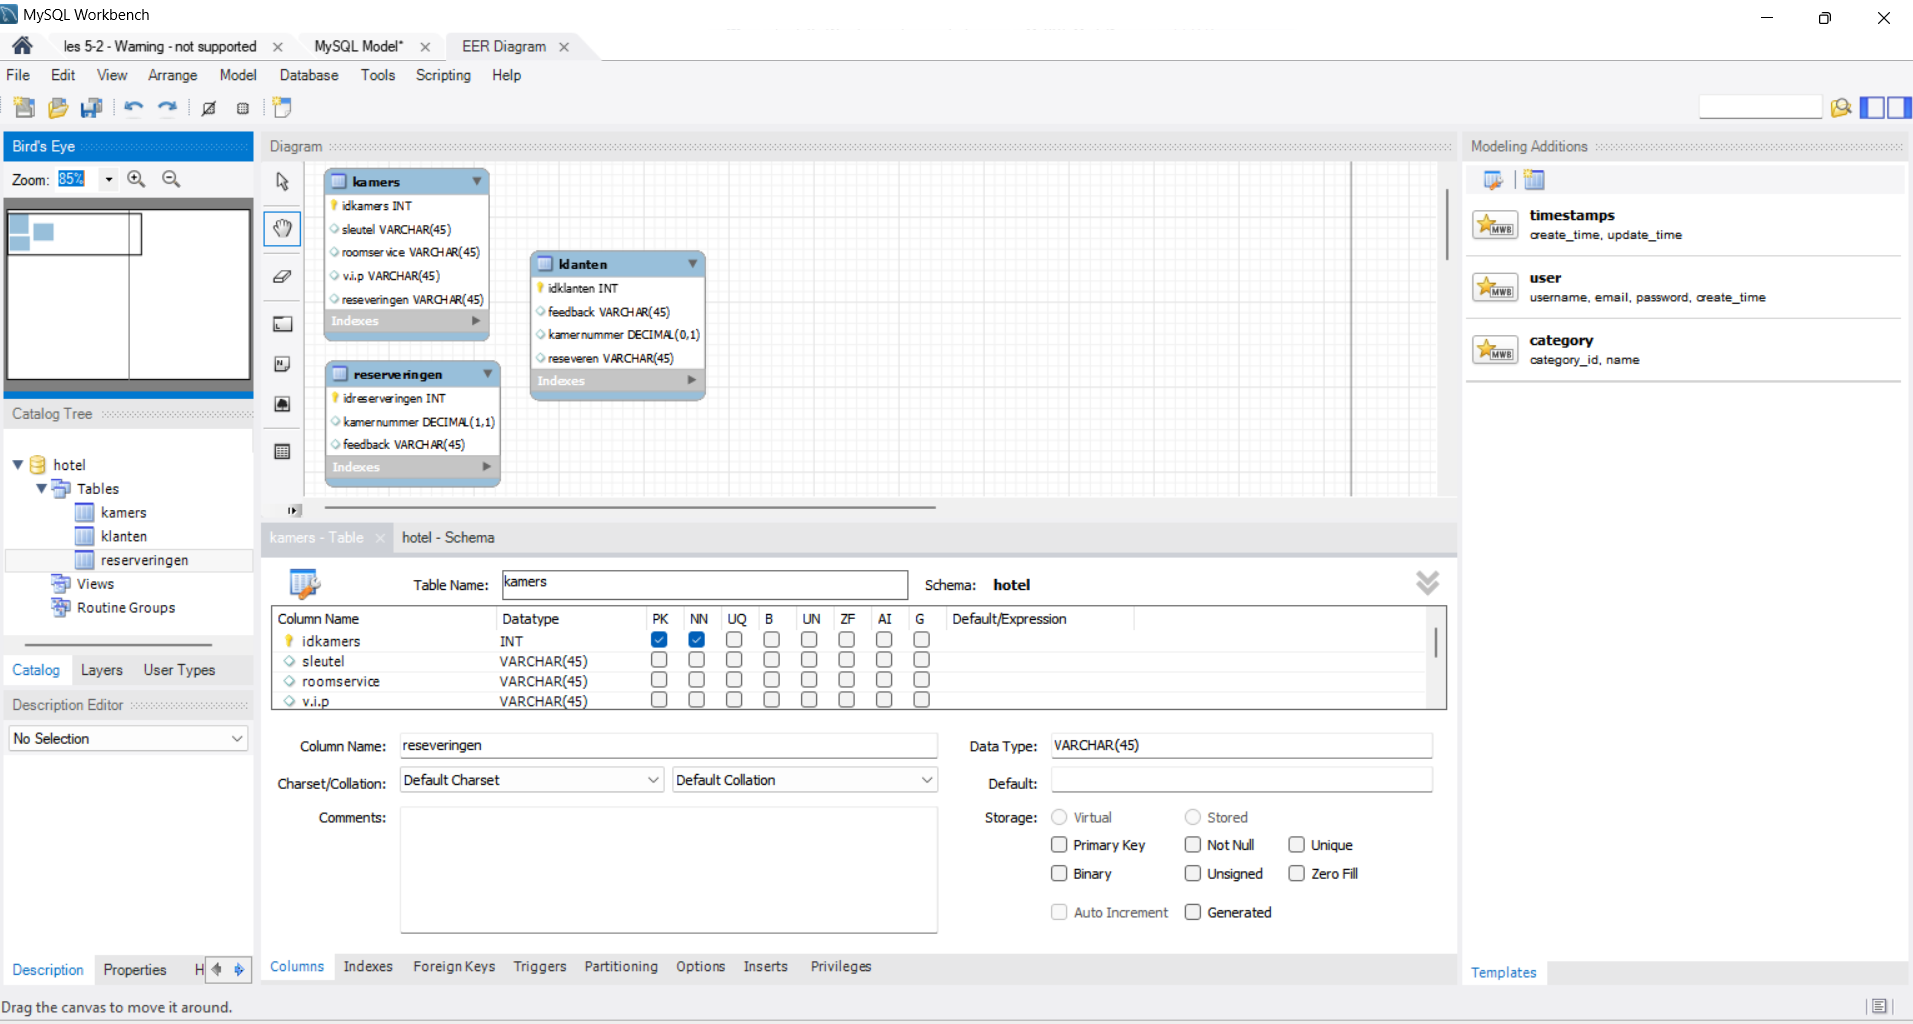 MySQL Workbench
les 5-2 - Warning - not supported
MySQL Model*
EER Diagram
File Edit View Arrange Model Database Tools Scripting Help
Bird's Eye
Zoom: 85%
Diagram
kamers
idkamers INT
sleutel VARCHAR(45)
roomservice VARCHAR(45)
v.i.p VARCHAR(45)
reseveringen VARCHAR(45)
Indexes
klanten
idklanten INT
feedback VARCHAR(45)
kamernummer DECIMAL(0,1)
reseveren VARCHAR(45)
Indexes
reserveringen
idreserveringen INT
kamernummer DECIMAL(1,1)
feedback VARCHAR(45)
Indexes
Modeling Additions
timestamps
create_time, update_time
user
username, email, password, create_time
category
category_id, name
MWB
MWB
MWB
Catalog Tree
hotel
Tables
kamers
klanten
reserveringen
Views
Routine Groups
Catalog Layers User Types
Description Editor
No Selection
Description Properties H
kamers - Table
hotel - Schema
Table Name: kamers Schema: hotel
Column Name Datatype PK NN UQ B UN ZF AI G Default/Expression
idkamers INT
sleutel VARCHAR(45)
roomservice VARCHAR(45)
v.i.p VARCHAR(45)
Column Name: reseveringen Data Type: VARCHAR(45)
Charset/Collation: Default Charset Default Collation Default:
Comments: Storage: Virtual Stored
Primary Key Not Null Unique
Binary Unsigned Zero Fill
Auto Increment Generated
Columns Indexes Foreign Keys Triggers Partitioning Options Inserts Privileges
Templates
Drag the canvas to move it around.